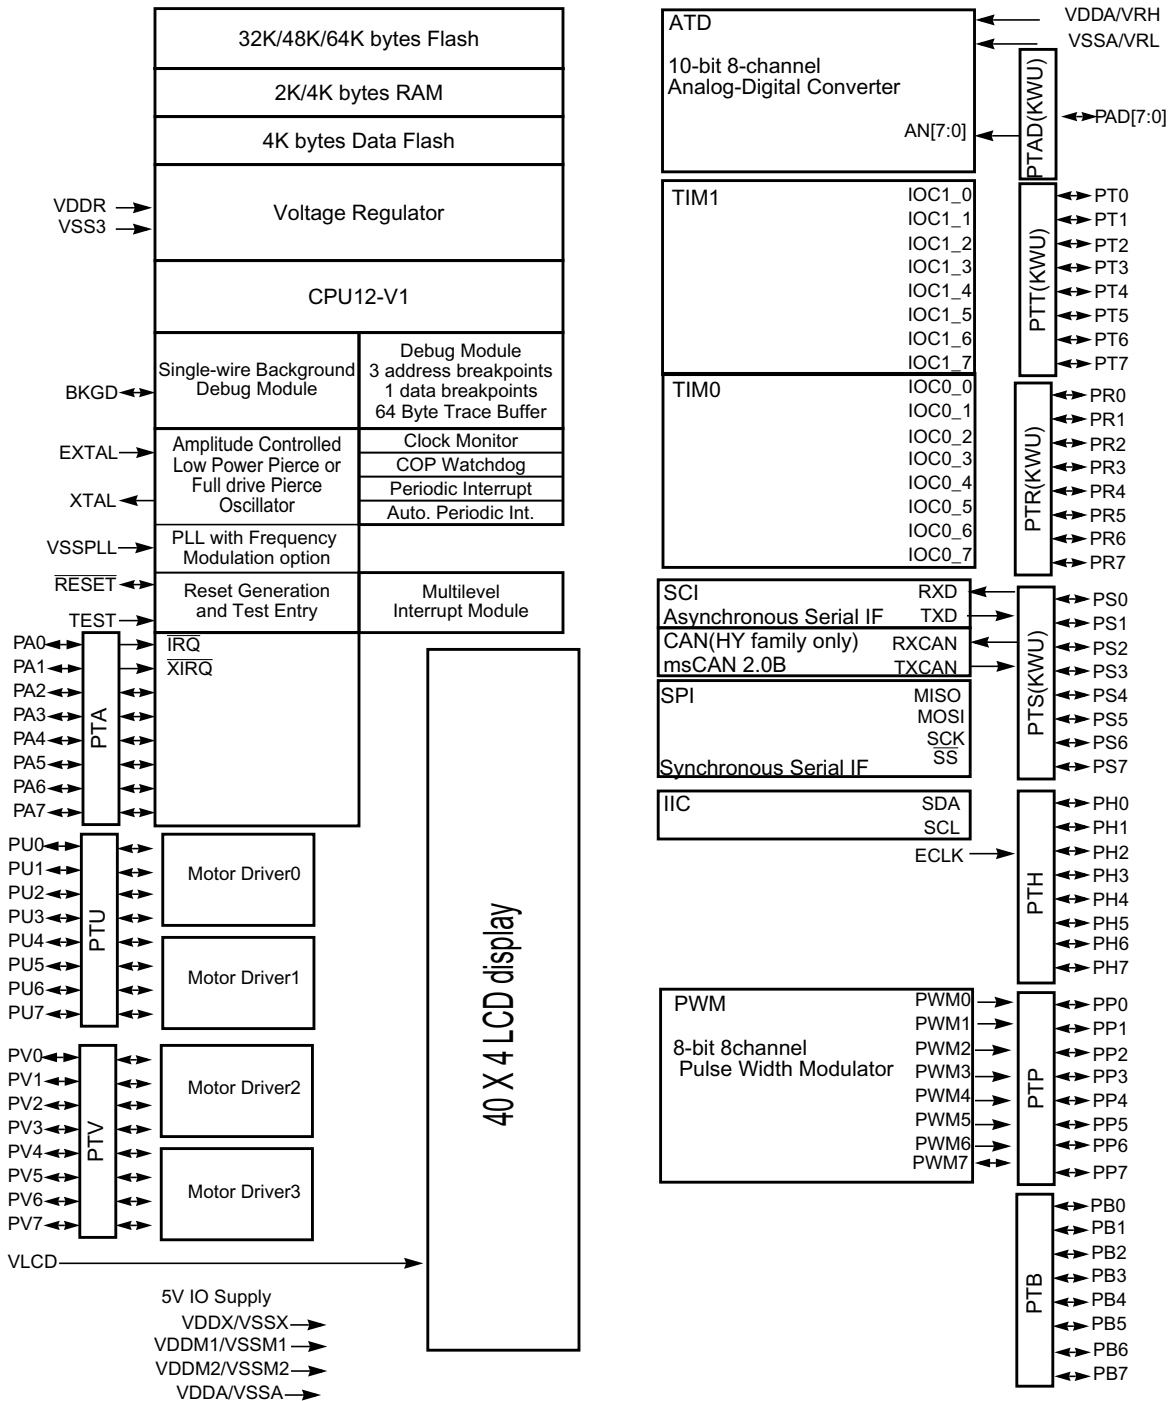 32K/48K/64K bytes Flash
2K/4K bytes RAM
4K bytes Data Flash
VDDR
VSS3
Voltage Regulator
CPU12-V1
BKGD
Single-wire Background
Debug Module
Debug Module
3 address breakpoints
1 data breakpoints
64 Byte Trace Buffer
EXTAL
XTAL
Amplitude Controlled
Low Power Pierce or
Full drive Pierce
Oscillator
Clock Monitor
COP Watchdog
Periodic Interrupt
Auto. Periodic Int.
VSSPLL
PLL with Frequency
Modulation option
RESET
TEST
Reset Generation
and Test Entry
Multilevel
Interrupt Module
PA0
PA1
PA2
PA3
PA4
PA5
PA6
PA7
PTA
IRQ
XIRQ
PU0
PU1
PU2
PU3
PU4
PU5
PU6
PU7
PTU
Motor Driver0
Motor Driver1
PV0
PV1
PV2
PV3
PV4
PV5
PV6
PV7
PTV
Motor Driver2
Motor Driver3
VLCD
40 X 4 LCD display
5V IO Supply
VDDX/VSSX
VDDM1/VSSM1
VDDM2/VSSM2
VDDA/VSSA
ATD
10-bit 8-channel
Analog-Digital Converter
AN[7:0]
VDDA/VRH
VSSA/VRL
PTAD(KWU)
PAD[7:0]
TIM1
IOC1_0
IOC1_1
IOC1_2
IOC1_3
IOC1_4
IOC1_5
IOC1_6
IOC1_7
PTT(KWU)
PT0
PT1
PT2
PT3
PT4
PT5
PT6
PT7
TIM0
IOC0_0
IOC0_1
IOC0_2
IOC0_3
IOC0_4
IOC0_5
IOC0_6
IOC0_7
PTR(KWU)
PR0
PR1
PR2
PR3
PR4
PR5
PR6
PR7
SCI
Asynchronous Serial IF
RXD
TXD
CAN(HY family only)
msCAN 2.0B
RXCAN
TXCAN
SPI
Synchronous Serial IF
MISO
MOSI
SCK
SS
PTS(KWU)
PS0
PS1
PS2
PS3
PS4
PS5
PS6
PS7
IIC
SDA
SCL
ECLK
PTH
PH0
PH1
PH2
PH3
PH4
PH5
PH6
PH7
PWM
8-bit 8channel
Pulse Width Modulator
PWM0
PWM1
PWM2
PWM3
PWM4
PWM5
PWM6
PWM7
PTP
PP0
PP1
PP2
PP3
PP4
PP5
PP6
PP7
PTB
PB0
PB1
PB2
PB3
PB4
PB5
PB6
PB7